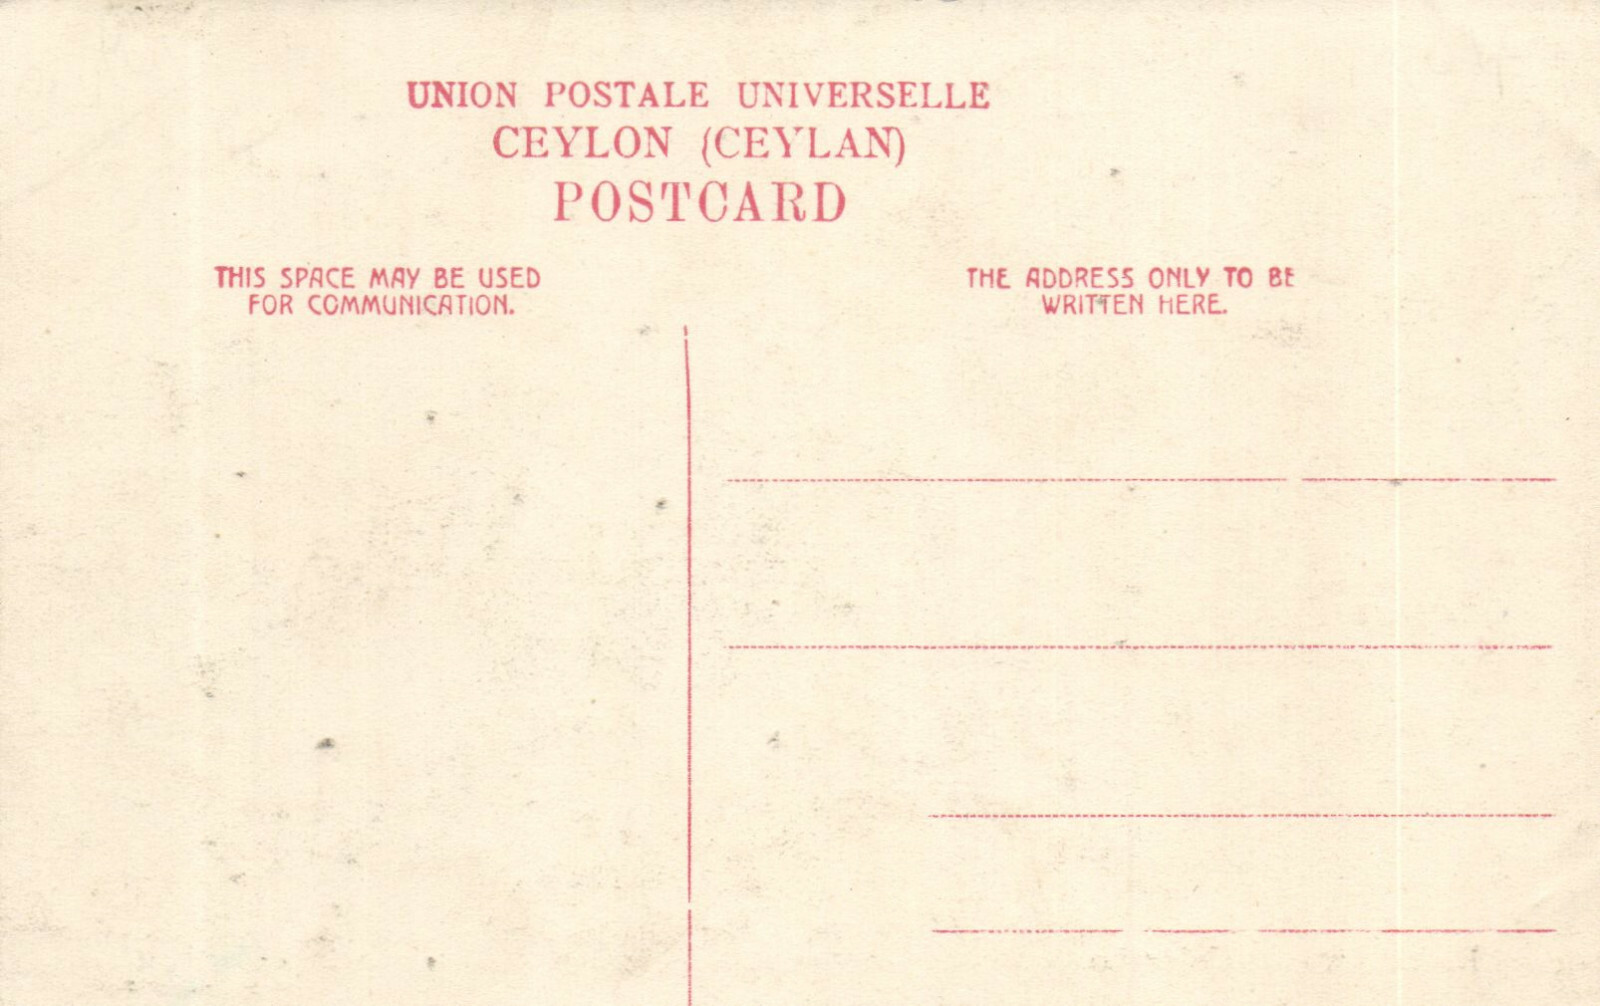 UNION POSTALE UNIVERSELLE
CEYLON (CEYLAN)
POSTCARD
THIS SPACE MAY BE USED
FOR COMMUNICATION.
THE ADDRESS ONLY TO BE
WRITTEN HERE.